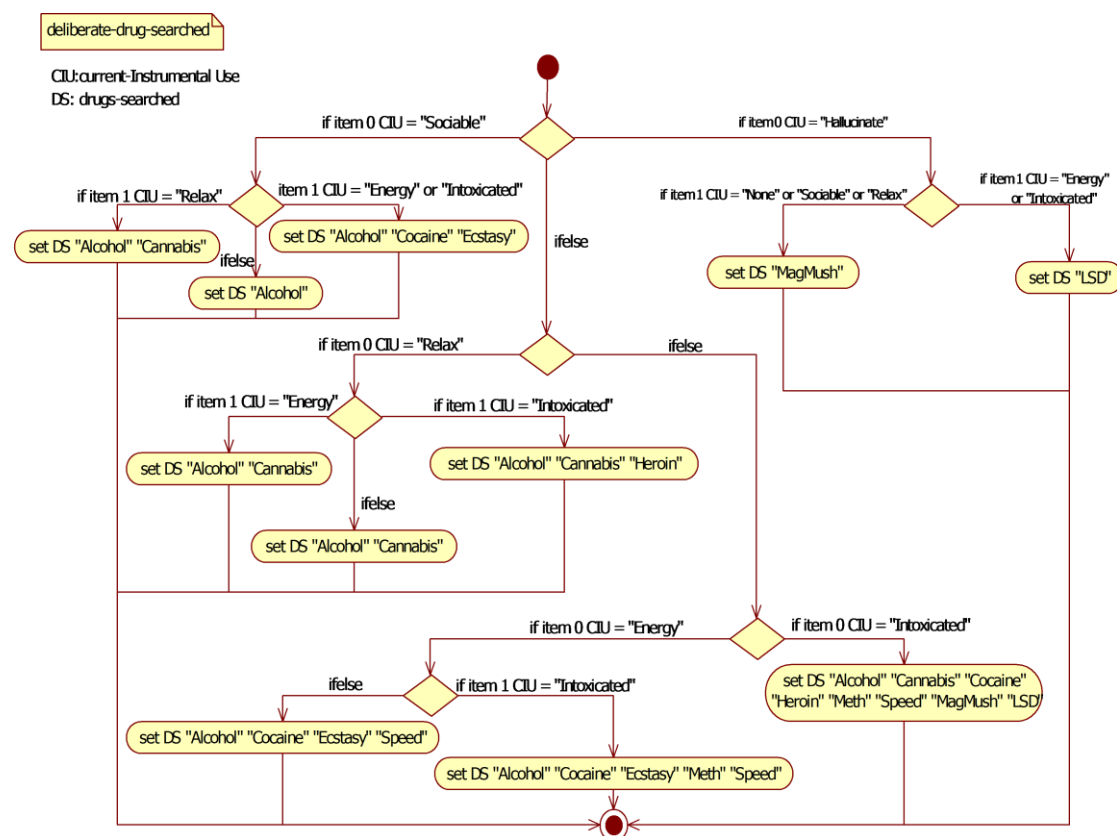 deliberate-drug-searched
CIU:current-Instrumental Use
DS: drugs-searched
if item 0 CIU = "Sociable"
if item0 CIU = "Hallucinate"
if item 1 CIU = "Relax"
item 1 CIU = "Energy" or "Intoxicated"
if item1 CIU = "None" or "Sociable" or "Relax"
if item1 CIU = "Energy"
or "Intoxicated"
set DS "Alcohol" "Cannabis"
set DS "Alcohol" "Cocaine" "Ecstasy"
ifelse
set DS "Alcohol"
ifelse
set DS "MagMush"
set DS "LSD"
if item 0 CIU = "Relax"
ifelse
if item 1 CIU = "Energy"
if item 1 CIU = "Intoxicated"
set DS "Alcohol" "Cannabis"
set DS "Alcohol" "Cannabis" "Heroin"
ifelse
set DS "Alcohol" "Cannabis"
if item 0 CIU = "Energy"
if item 0 CIU = "Intoxicated"
ifelse
if item 1 CIU = "Intoxicated"
set DS "Alcohol" "Cannabis" "Cocaine"
"Heroin" "Meth" "Speed" "MagMush" "LSD"
set DS "Alcohol" "Cocaine" "Ecstasy" "Speed"
set DS "Alcohol" "Cocaine" "Ecstasy" "Meth" "Speed"